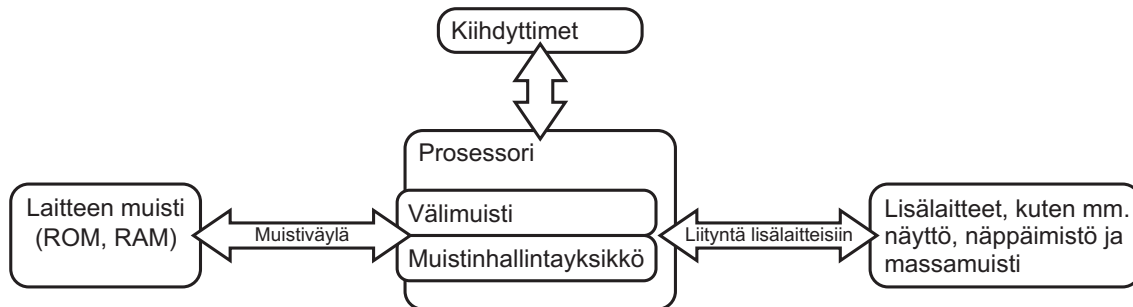 Kiihdyttimet
Prosessori
Laitteen muisti
(ROM, RAM)
Muistiväylä
Välimuisti
Muistinhallintayksikkö
Liityntä lisälaitteisiin
Lisälaitteet, kuten mm.
näyttö, näppäimistö ja
massamuisti